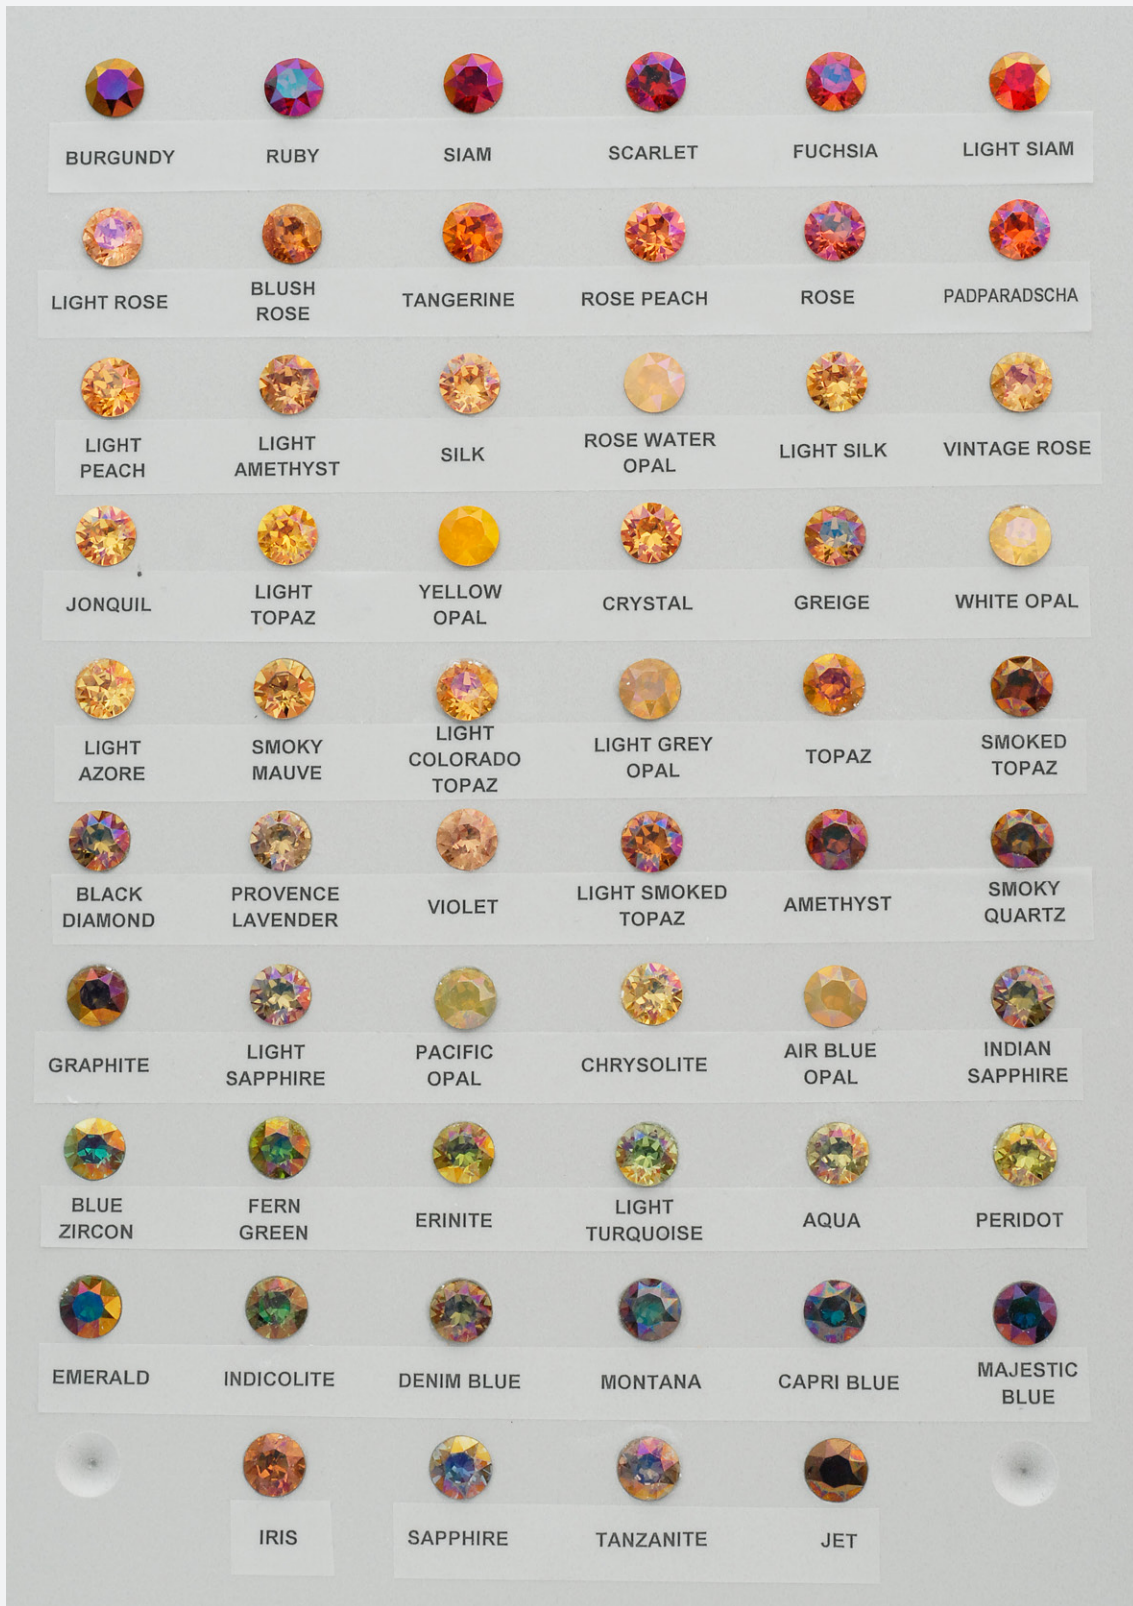 BURGUNDY
RUBY
SIAM
SCARLET
FUCHSIA
LIGHT SIAM
LIGHT ROSE
BLUSH
ROSE
TANGERINE
ROSE PEACH
ROSE
PADPARADSCHA
LIGHT
PEACH
LIGHT
AMETHYST
SILK
ROSE WATER
OPAL
LIGHT SILK
VINTAGE ROSE
JONQUIL
LIGHT
TOPAZ
YELLOW
OPAL
CRYSTAL
GREIGE
WHITE OPAL
LIGHT
AZORE
SMOKY
MAUVE
LIGHT
COLORADO
TOPAZ
LIGHT GREY
OPAL
TOPAZ
SMOKED
TOPAZ
BLACK
DIAMOND
PROVENCE
LAVENDER
VIOLET
LIGHT SMOKED
TOPAZ
AMETHYST
SMOKY
QUARTZ
GRAPHITE
LIGHT
SAPPHIRE
PACIFIC
OPAL
CHRYSOLITE
AIR BLUE
OPAL
INDIAN
SAPPHIRE
BLUE
ZIRCON
FERN
GREEN
ERINITE
LIGHT
TURQUOISE
AQUA
PERIDOT
EMERALD
INDICOLITE
DENIM BLUE
MONTANA
CAPRI BLUE
MAJESTIC
BLUE
IRIS
SAPPHIRE
TANZANITE
JET